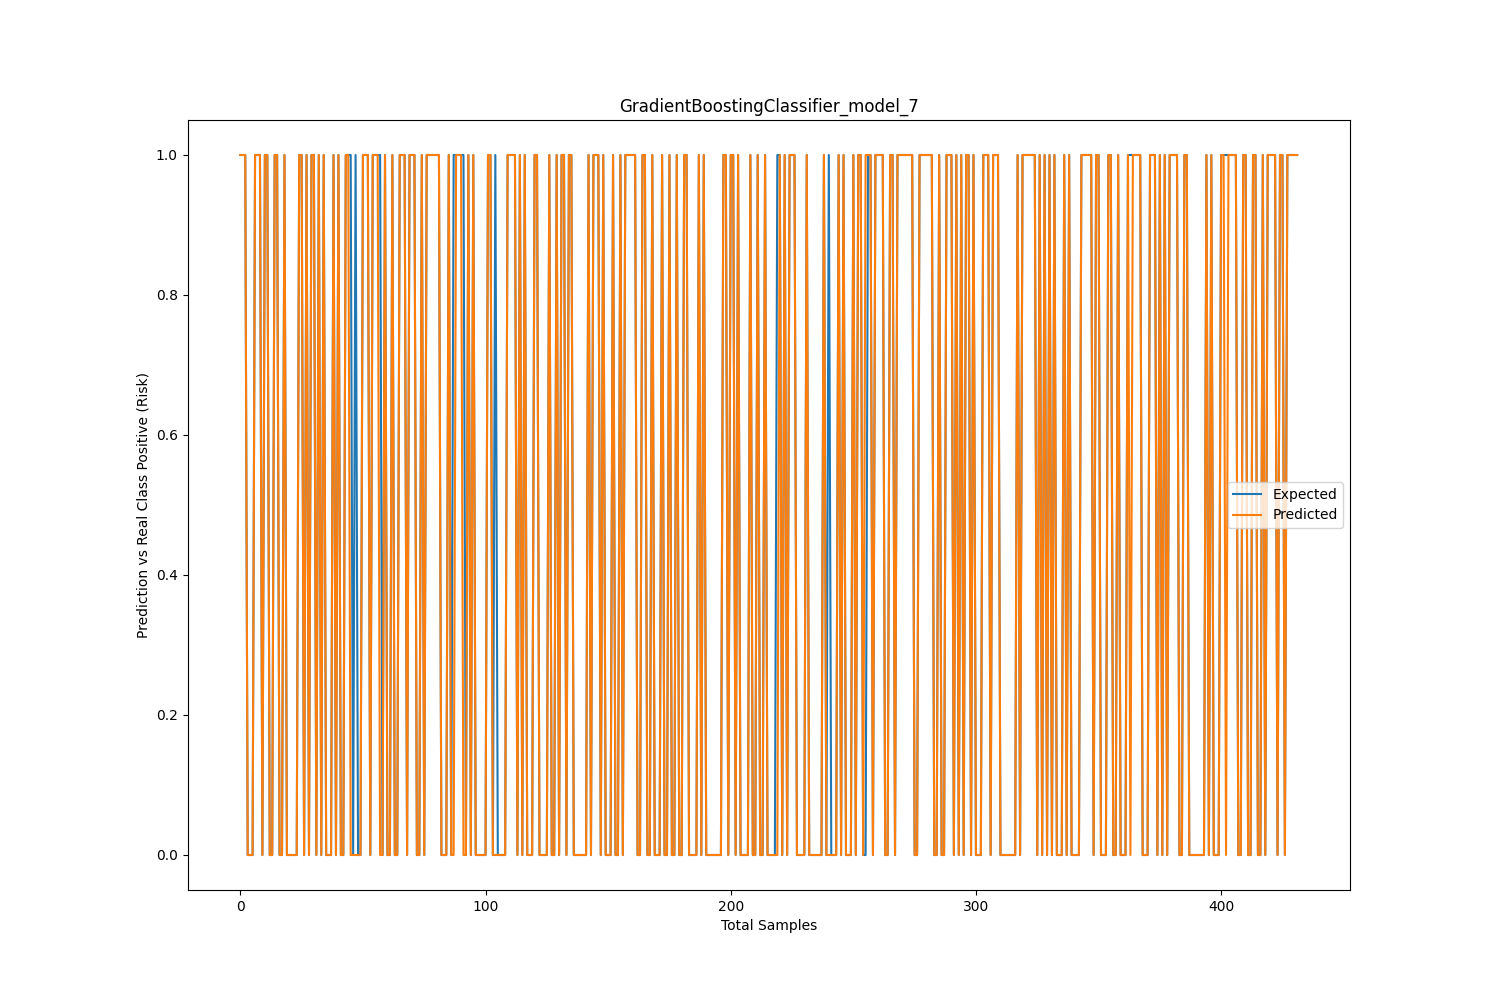 GradientBoostingClassifier_model_7
1.0
0.8
0.6
0.4
0.2
0.0
Prediction vs Real Class Positive (Risk)
Expected
Predicted
0
100
200
300
400
Total Samples